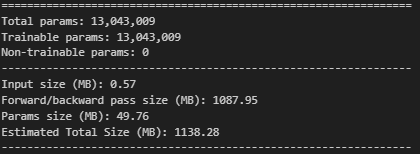 ================================================================
Total params: 13,043,009
Trainable params: 13,043,009
Non-trainable params: 0
----------------------------------------------------------------
Input size (MB): 0.57
Forward/backward pass size (MB): 1087.95
Params size (MB): 49.76
Estimated Total Size (MB): 1138.28
----------------------------------------------------------------